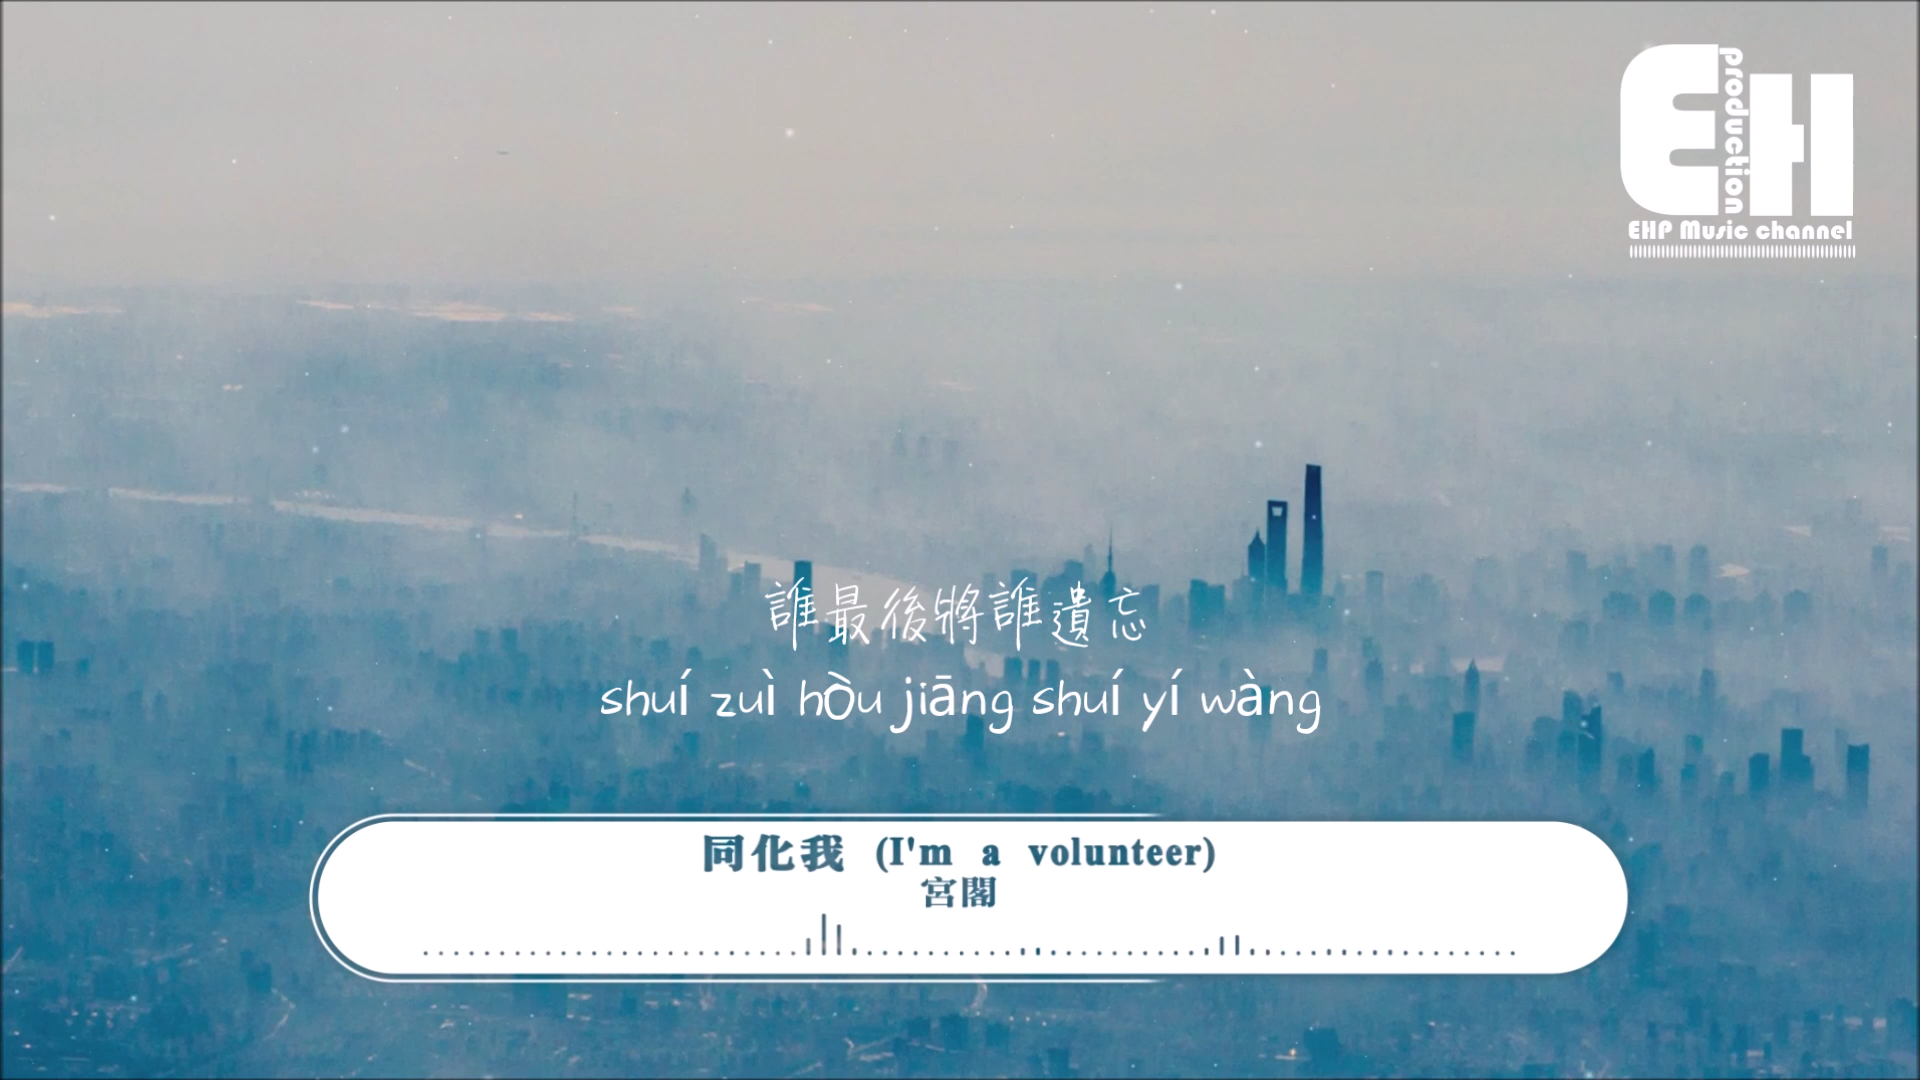 EH
production
EHP Music channel
誰最後將誰遺忘
shuí zuì hòu jiāng shuí yí wàng
同化我 (I'm a volunteer)
宮閣